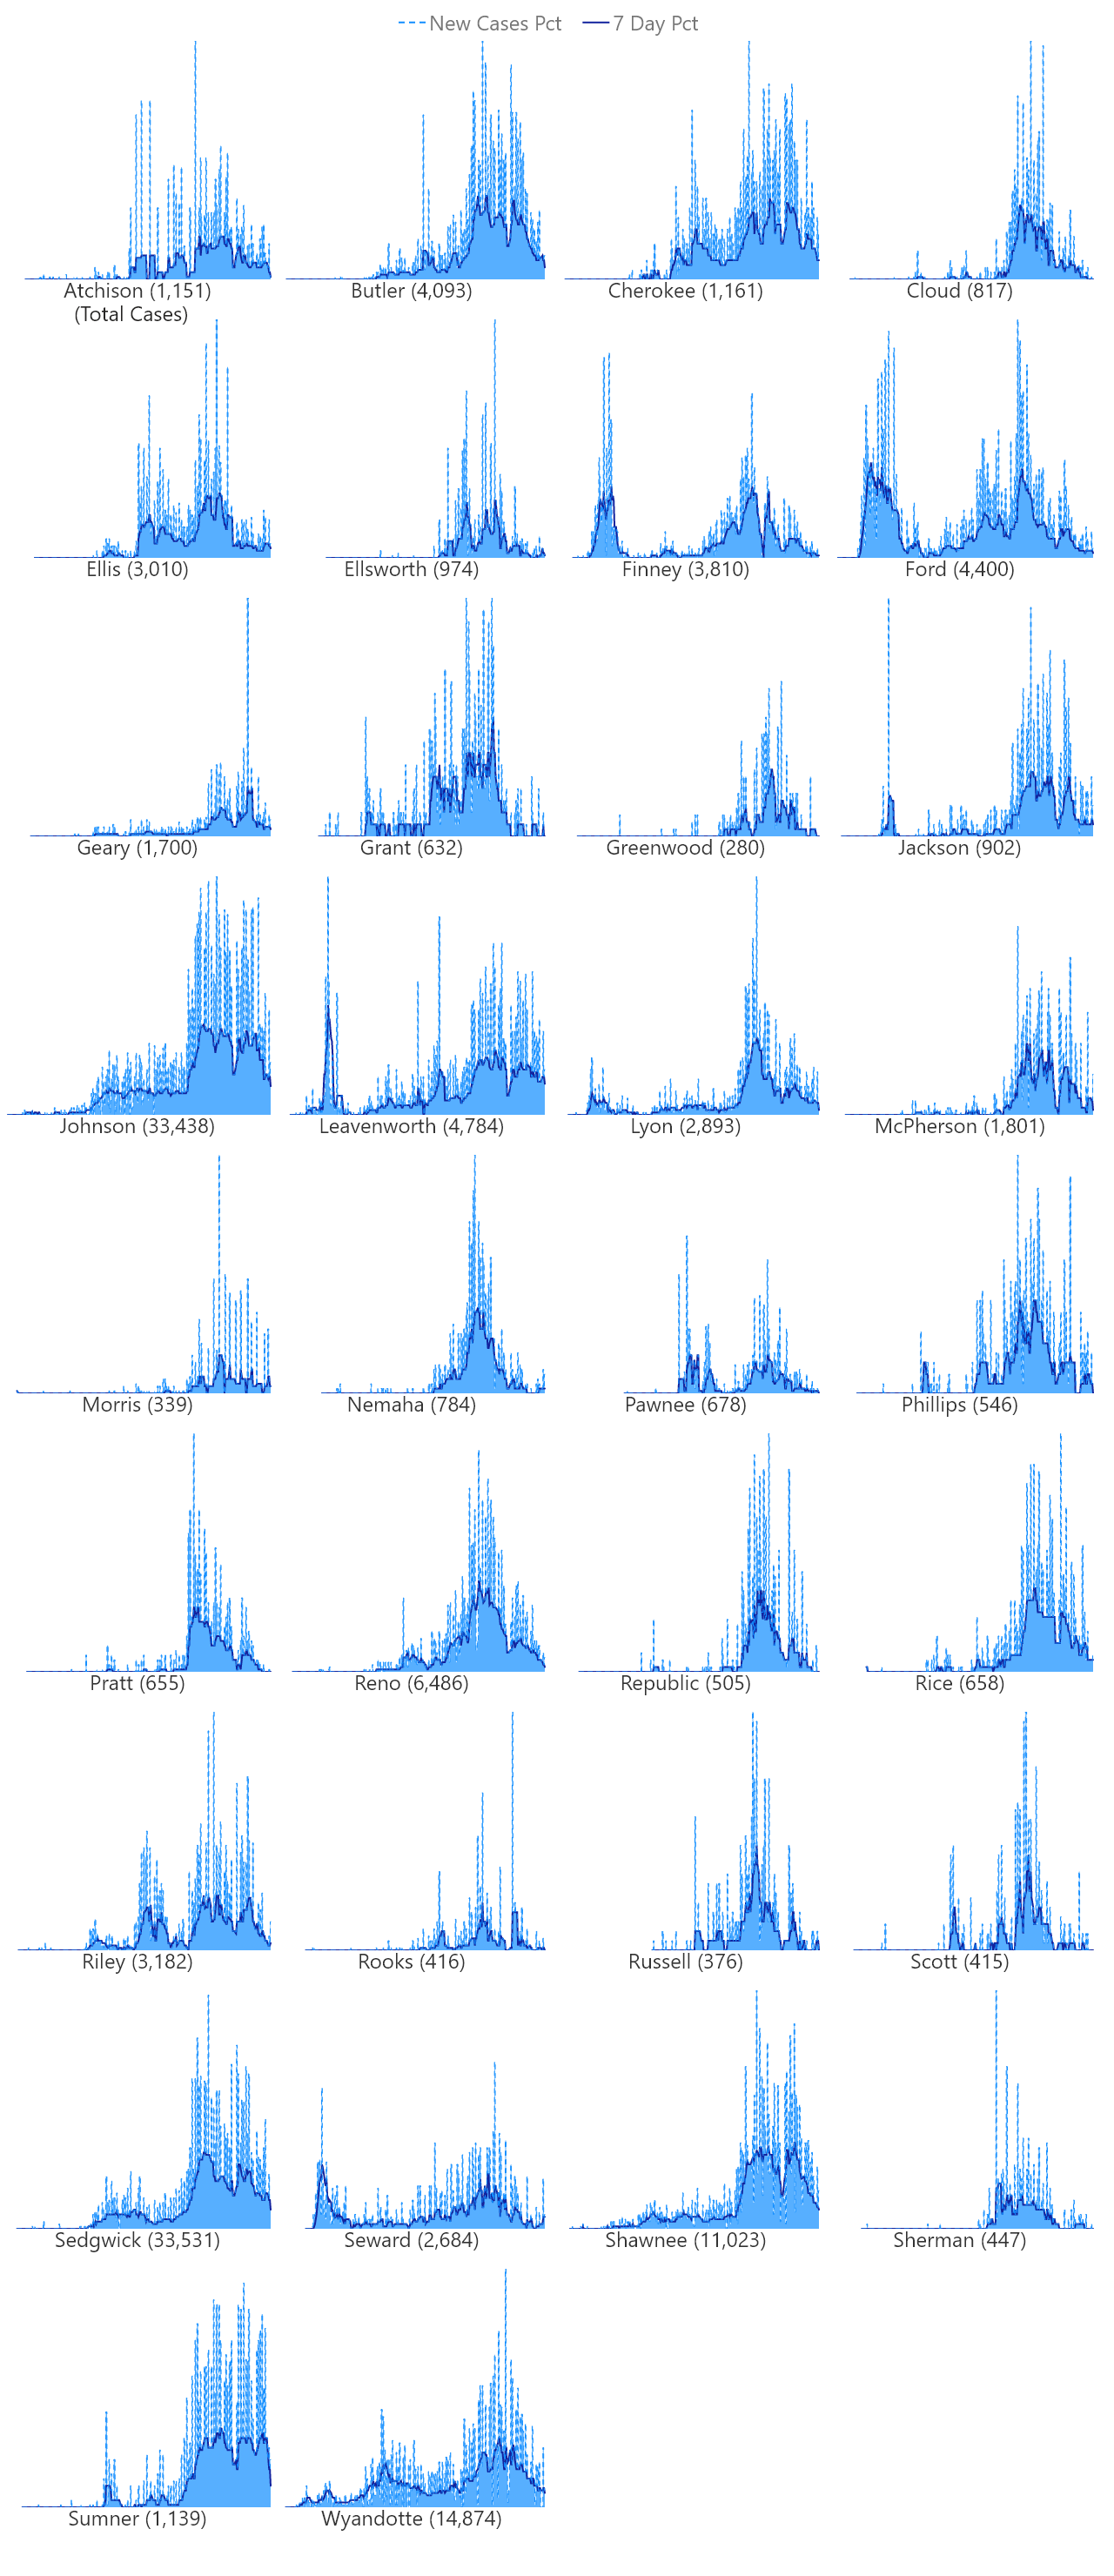 New Cases Pct 7 Day Pct
Atchison (1,151) Butler (4,093) Cherokee (1,161) Cloud (817)
(Total Cases)
Ellis (3,010) Ellsworth (974) Finney (3,810) Ford (4,400)
Geary (1,700) Grant (632) Greenwood (280) Jackson (902)
Johnson (33,438) Leavenworth (4,784) Lyon (2,893) McPherson (1,801)
Morris (339) Nemaha (784) Pawnee (678) Phillips (546)
Pratt (655) Reno (6,486) Republic (505) Rice (658)
Riley (3,182) Rooks (416) Russell (376) Scott (415)
Sedgwick (33,531) Seward (2,684) Shawnee (11,023) Sherman (447)
Sumner (1,139) Wyandotte (14,874)